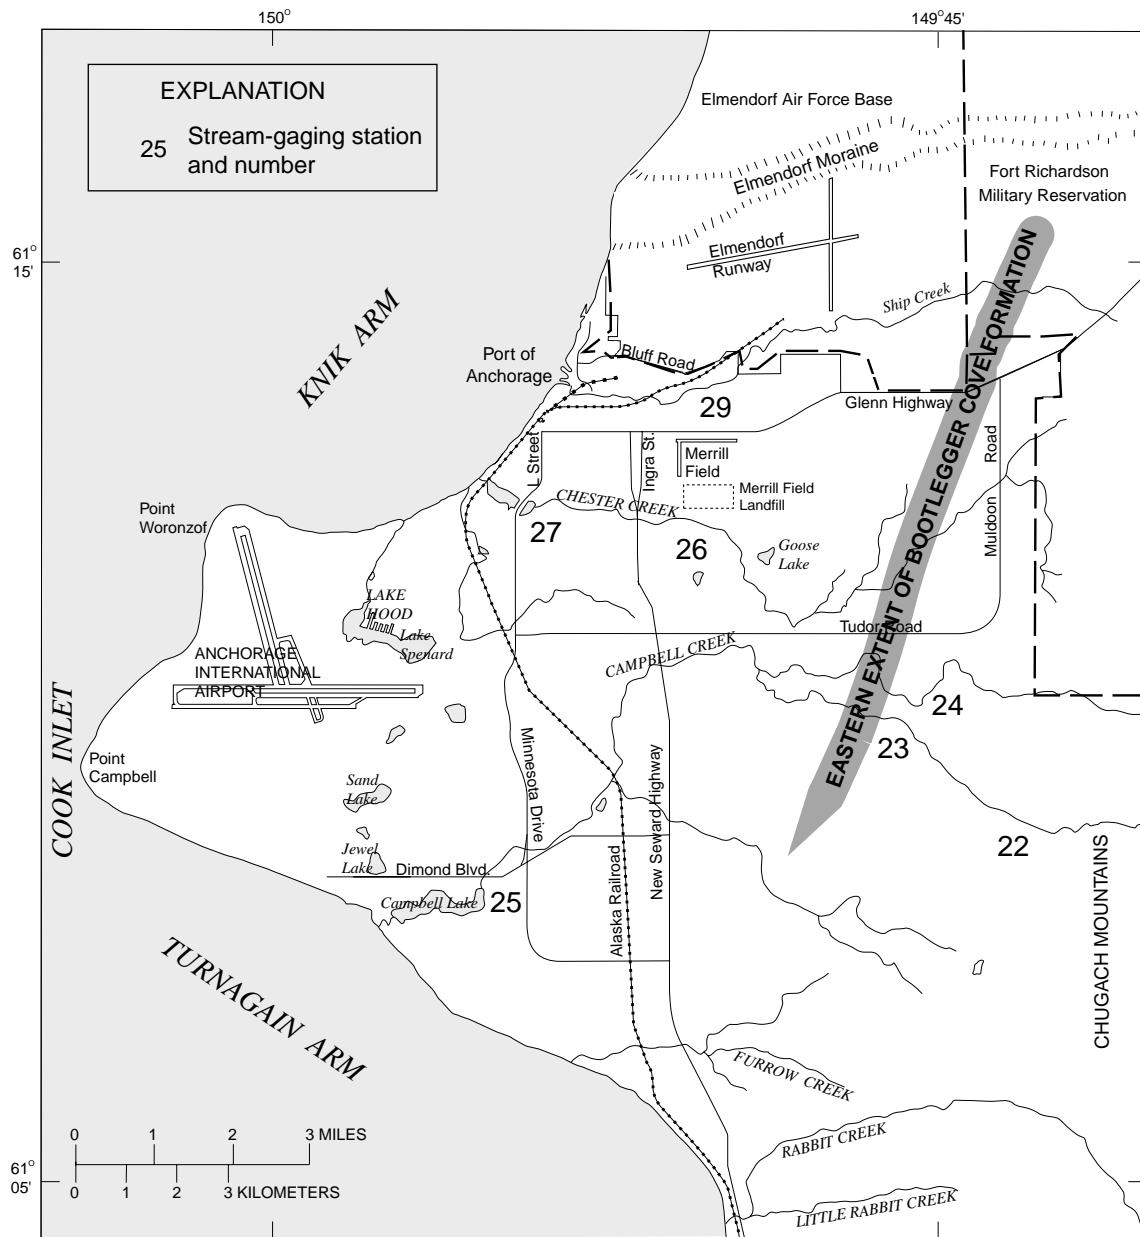 150°
149°45'
EXPLANATION
25 Stream-gaging station
and number
Elmendorf Air Force Base
Elmendorf Moraine
Fort Richardson
Military Reservation
61°
15'
Elmendorf
Runway
Ship Creek
KNIK ARM
Port of
Anchorage
Bluff Road
29
Glenn Highway
EASTERN EXTENT OF BOOTLEGGER COVE FORMATION
L Street
Ingra St.
Merrill
Field
Merrill Field
Landfill
Muldoon Road
Point
Woronzof
CHESTER CREEK
27
26
Goose
Lake
LAKE
HOOD
Lake
Spenard
Tudor Road
ANCHORAGE
INTERNATIONAL
AIRPORT
CAMPBELL CREEK
24
23
COOK INLET
Point
Campbell
Minnesota Drive
New Seward Highway
Sand
Lake
22
Jewel
Lake
Dimond Blvd.
Campbell Lake
25
Alaska Railroad
CHUGACH MOUNTAINS
TURNAGAIN ARM
FURROW CREEK
0 1 2 3 MILES
RABBIT CREEK
61°
05'
0 1 2 3 KILOMETERS
LITTLE RABBIT CREEK